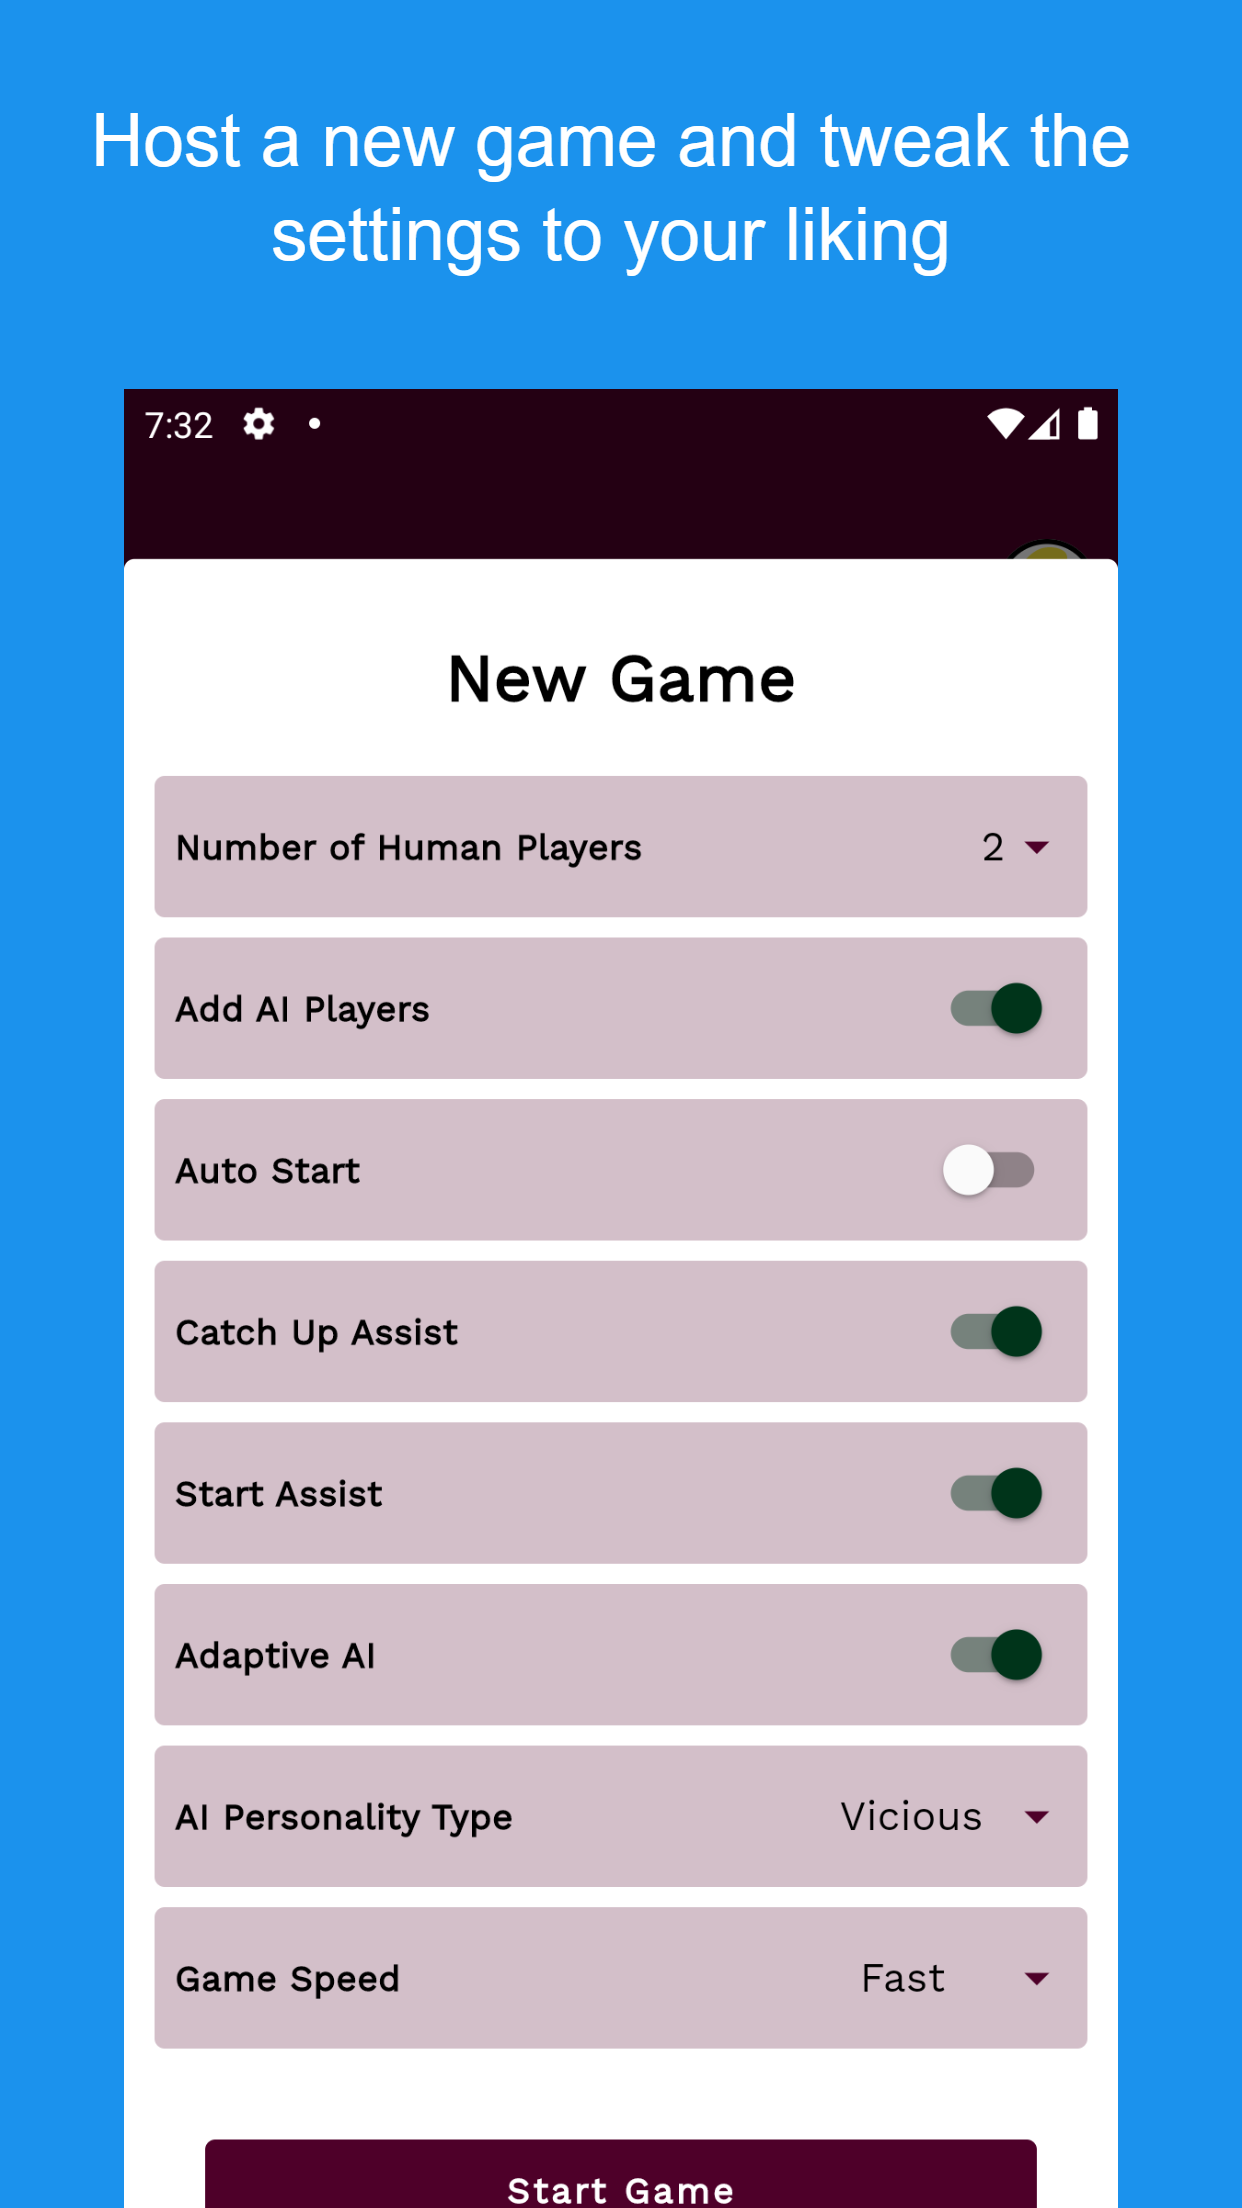 Host a new game and tweak the
settings to your liking
7:32
New Game
Number of Human Players 2
Add AI Players
Auto Start
Catch Up Assist
Start Assist
Adaptive AI
AI Personality Type Vicious
Game Speed Fast
Start Game